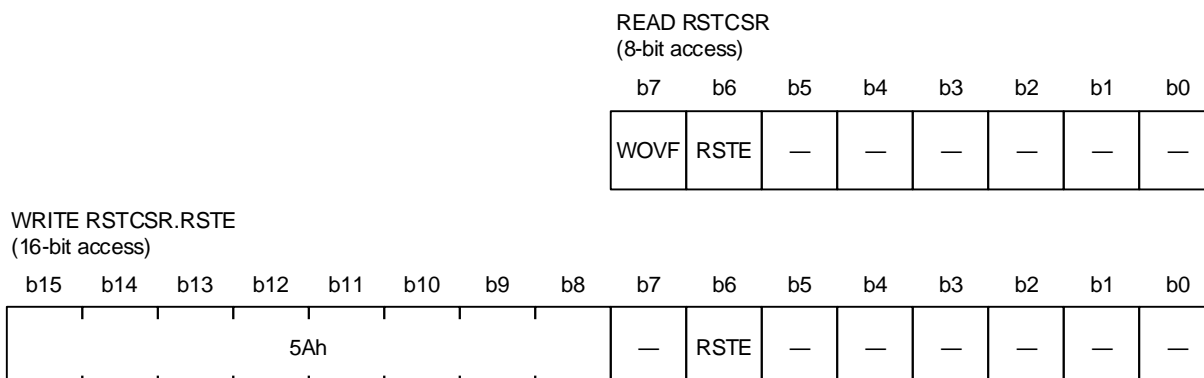 READ RSTCSR
(8-bit access)
b7 b6 b5 b4 b3 b2 b1 b0
WOVF RSTE — — — — — —
WRITE RSTCSR.RSTE
(16-bit access)
b15 b14 b13 b12 b11 b10 b9 b8 b7 b6 b5 b4 b3 b2 b1 b0
5Ah — RSTE — — — — — —